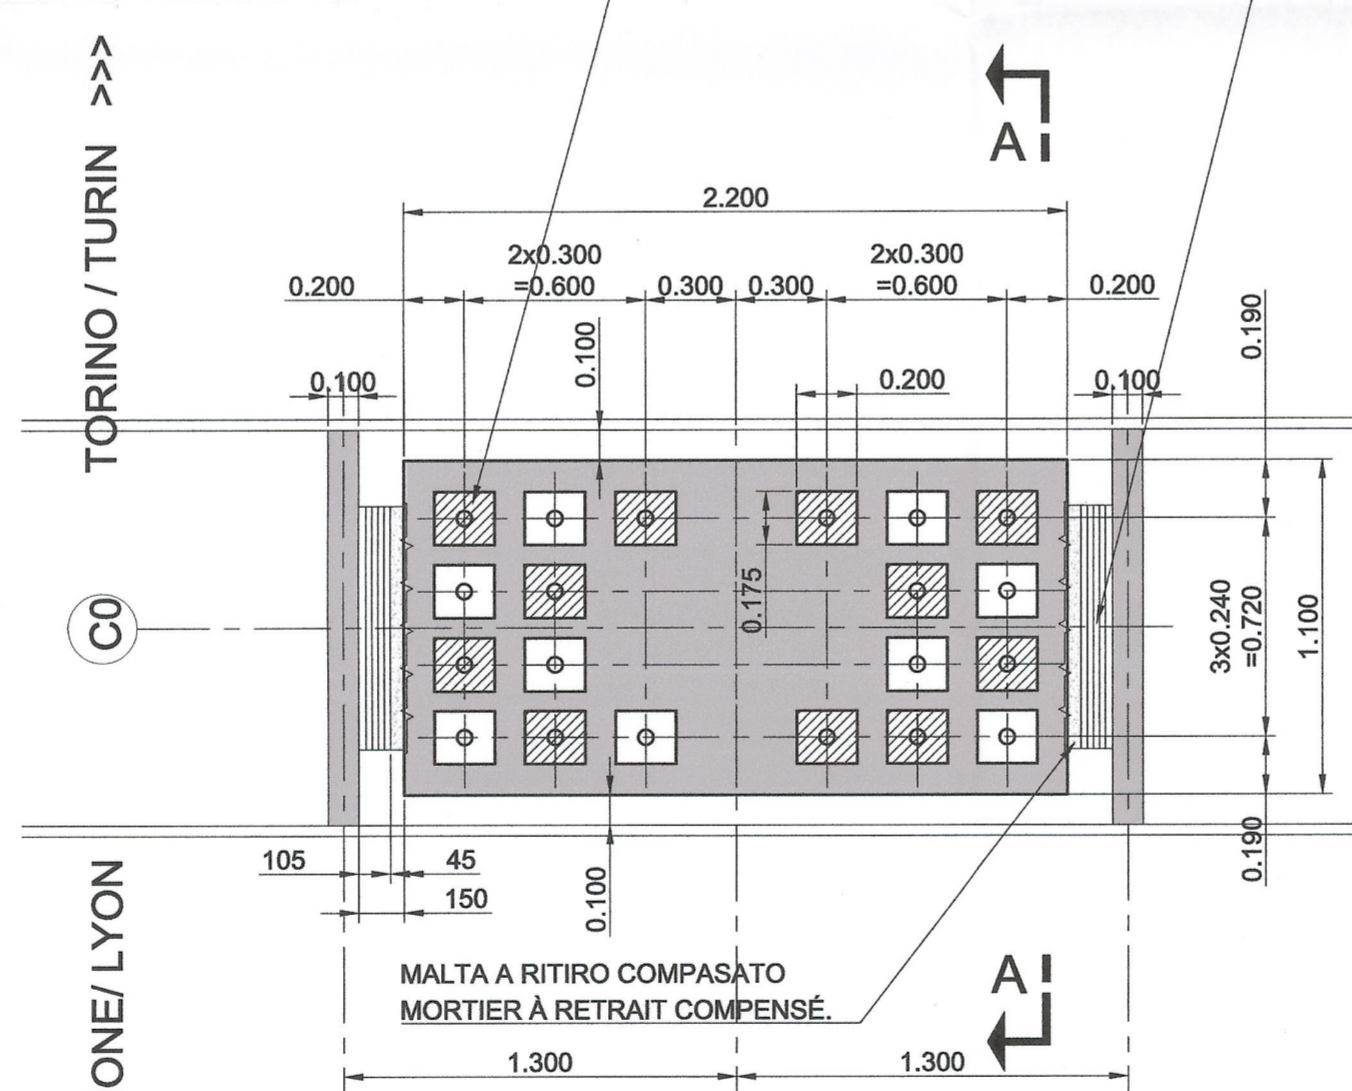 TORINO / TURIN >>>
A
2.200
2x0.300
=0.600
2x0.300
=0.600
0.200
0.300
0.300
0.200
0.190
0.100
0.100
0.200
0.100
0.175
C0
3x0.240
=0.720
1.100
105
45
150
0.100
0.190
ONE/ LYON
MALTA A RITIRO COMPASATO
MORTIER À RETRAIT COMPENSÉ.
A
1.300
1.300